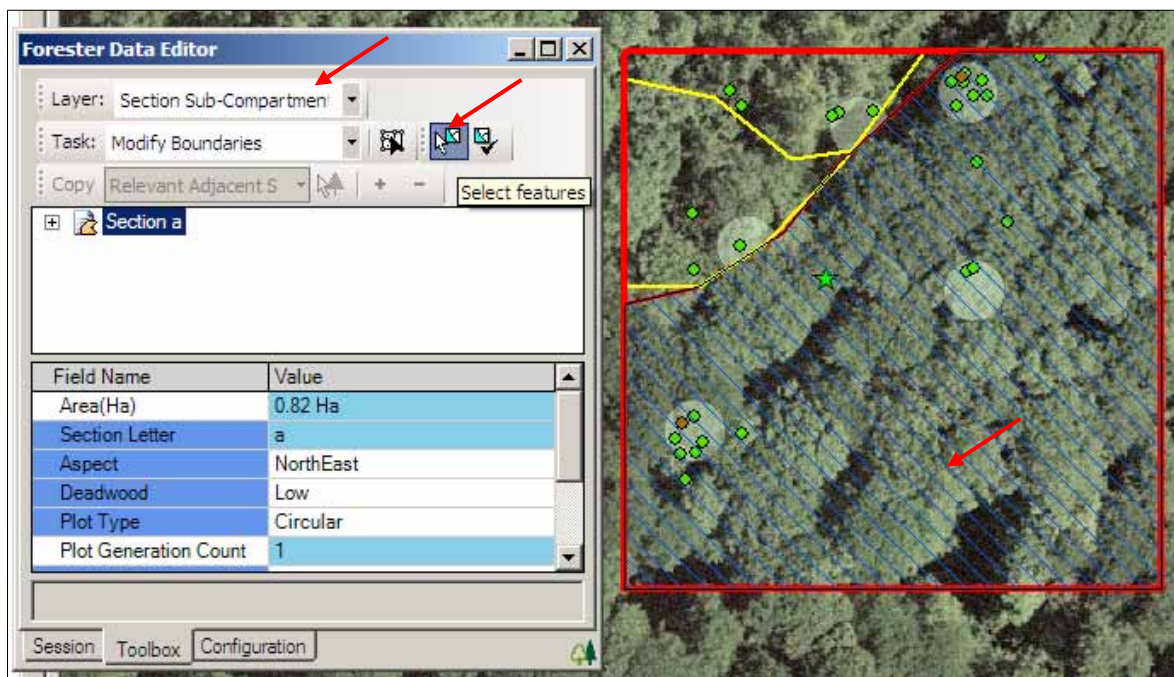 Forester Data Editor
Layer: Section Sub-Compartmen
Task: Modify Boundaries
Copy Relevant Adjacent S + -
Select features
Section a
Field Name Value
Area(Ha) 0.82 Ha
Section Letter a
Aspect NorthEast
Deadwood Low
Plot Type Circular
Plot Generation Count 1
Session Toolbox Configuration